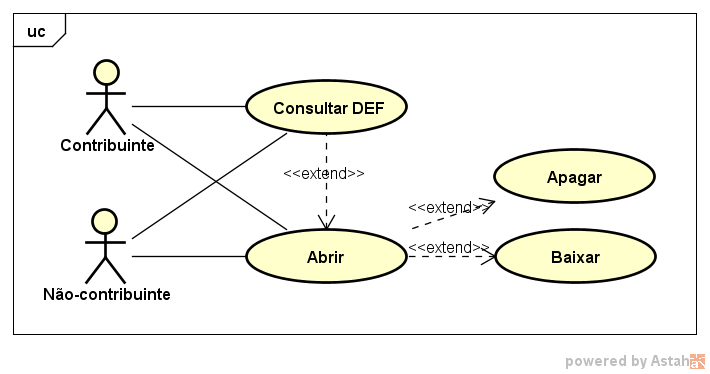 uc
Contribuinte
Consultar DEF
<<extend>>
Apagar
<<extend>>
Não-contribuinte
Abrir
<<extend>>
Baixar
powered by Astah